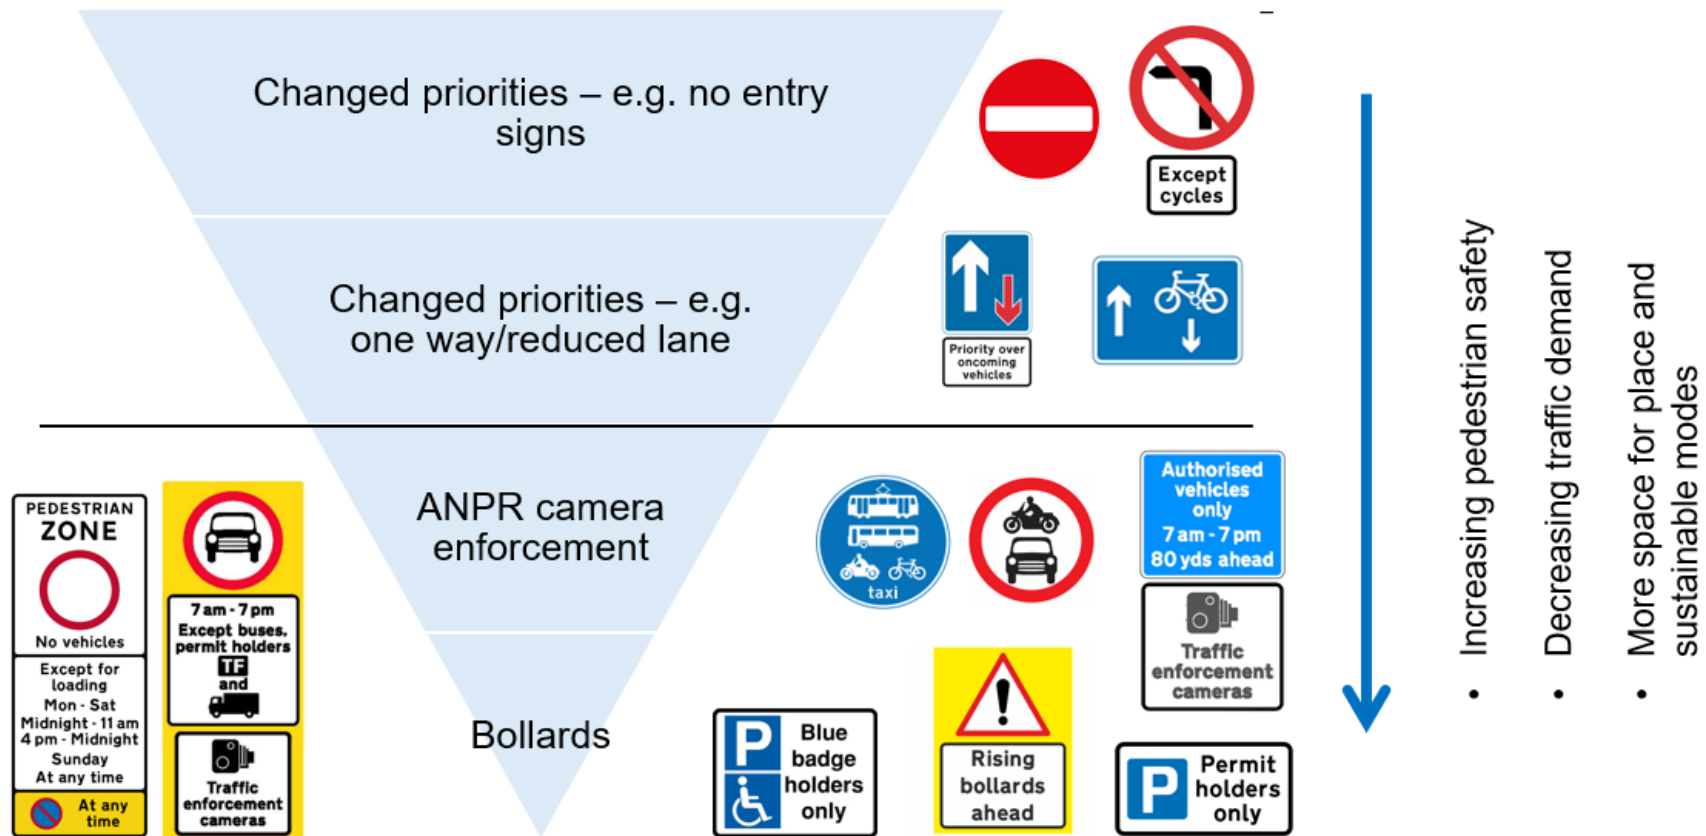 Changed priorities – e.g. no entry
signs
Except
cycles
Changed priorities – e.g.
one way/reduced lane
Priority over
oncoming
vehicles
ANPR camera
enforcement
taxi
Authorised
vehicles
only
7 am - 7 pm
80 yds ahead
Traffic
enforcement
cameras
PEDESTRIAN
ZONE
No vehicles
Except for
loading
Mon - Sat
Midnight - 11 am
4 pm - Midnight
Sunday
At any time
At any
time
7 am - 7 pm
Except buses,
permit holders
TF
and
Traffic
enforcement
cameras
Bollards
P
Blue
badge
holders
only
Rising
bollards
ahead
P
Permit
holders
only
• Increasing pedestrian safety
• Decreasing traffic demand
• More space for place and
sustainable modes